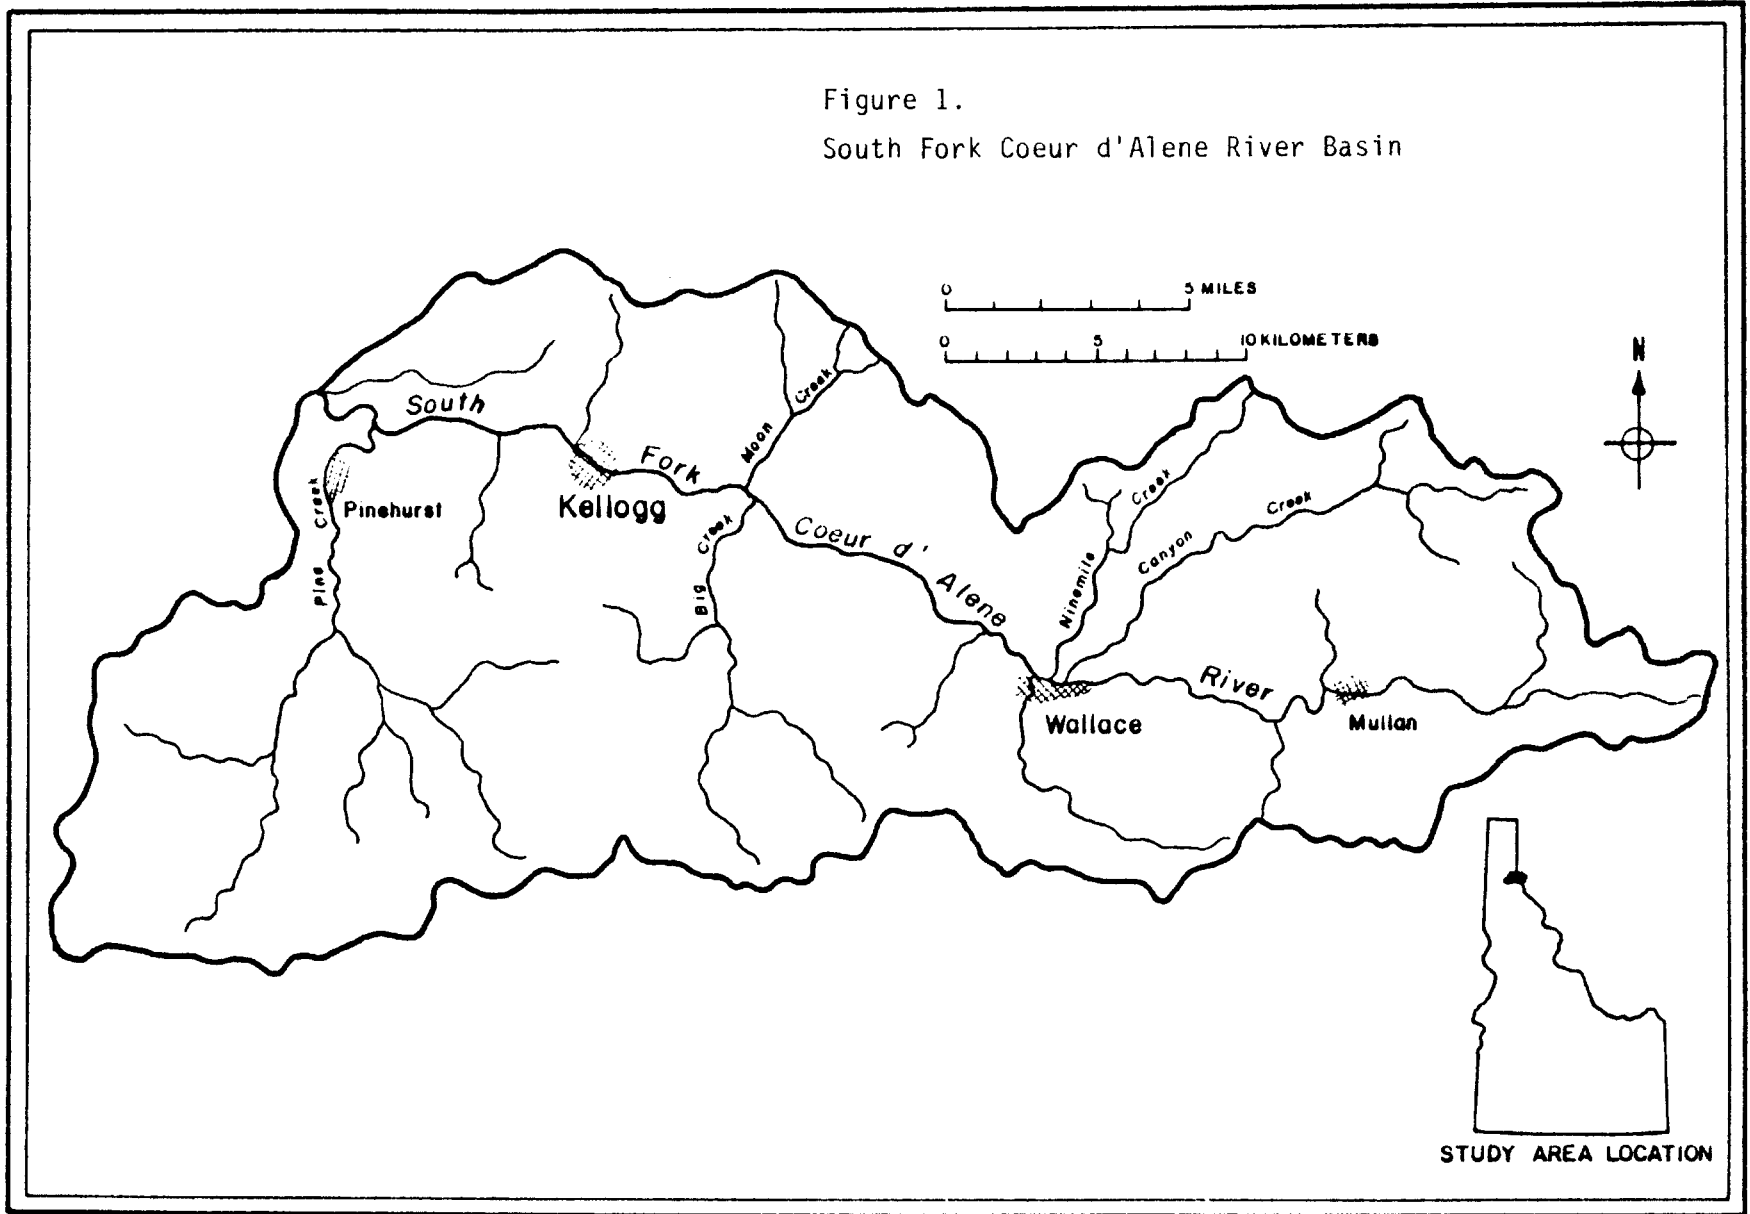 Figure 1.
South Fork Coeur d'Alene River Basin
0 5 MILES
0 5 10 KILOMETERS
N
South Fork Coeur d' Alene River
Moon Creek
Ninemile Creek
Canyon Creek
Pine Creek
Big Creek
Pinehurst
Kellogg
Wallace
Mullan
STUDY AREA LOCATION